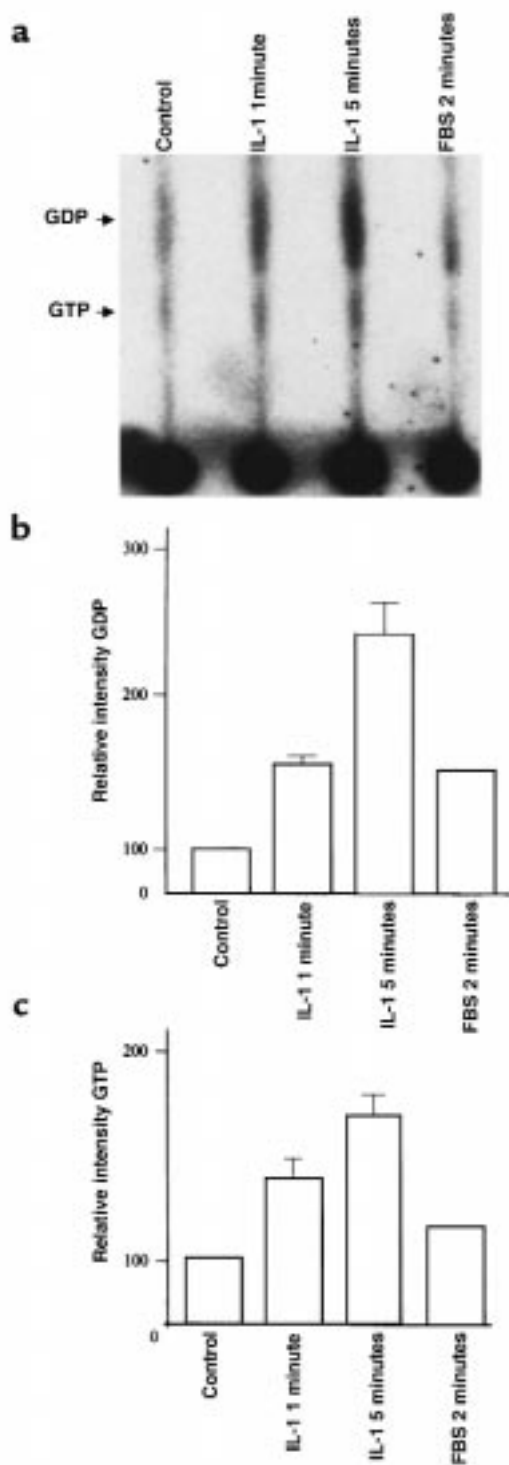 a
Control
IL-1 1minute
IL-1 5 minutes
FBS 2 minutes
GDP
GTP
b
Relative intensity GDP
300
200
100
0
Control
IL-1 1 minute
IL-1 5 minutes
FBS 2 minutes
c
Relative intensity GTP
200
100
0
Control
IL-1 1 minute
IL-1 5 minutes
FBS 2 minutes